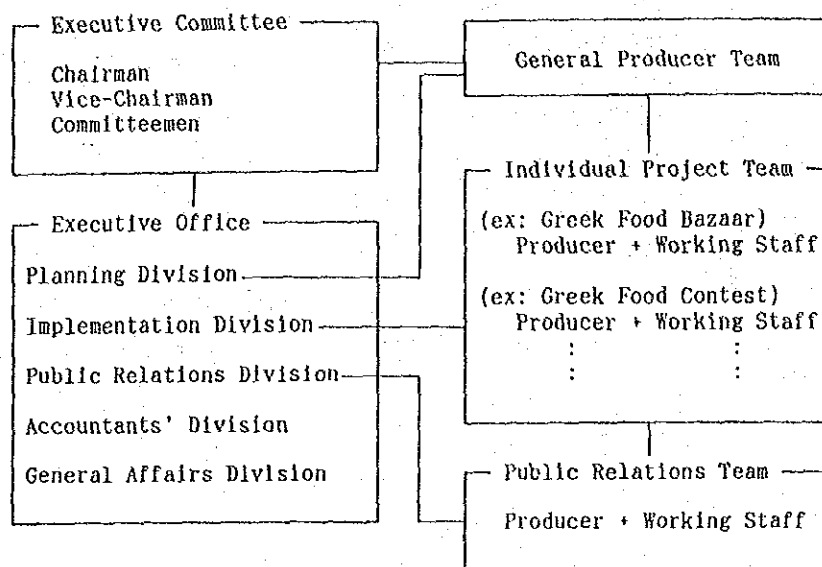 Executive Committee
Chairman
Vice-Chairman
Committeemen
General Producer Team
Executive Office
Planning Division
Implementation Division
Public Relations Division
Accountants' Division
General Affairs Division
Individual Project Team
(ex: Greek Food Bazaar)
Producer + Working Staff
(ex: Greek Food Contest)
Producer + Working Staff
: :
: :
Public Relations Team
Producer + Working Staff